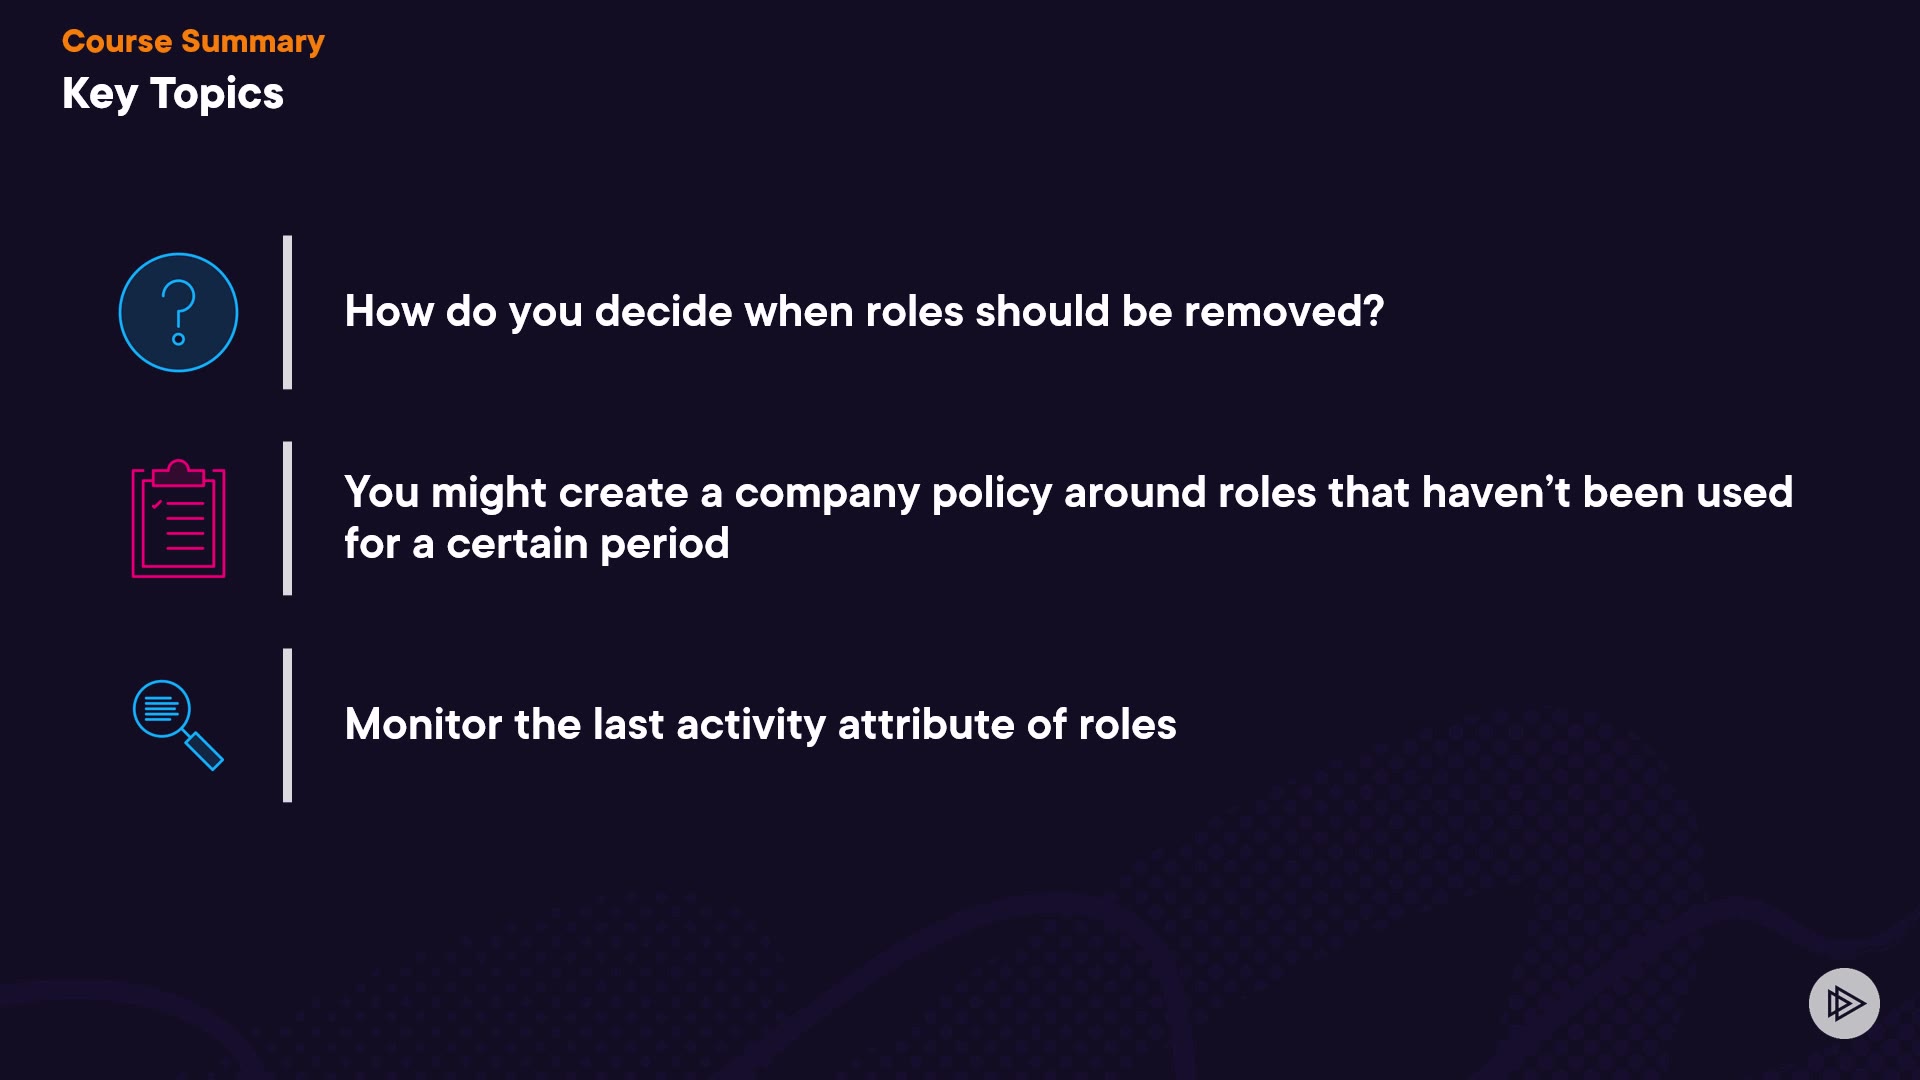 Course Summary
Key Topics
How do you decide when roles should be removed?
You might create a company policy around roles that haven’t been used
for a certain period
Monitor the last activity attribute of roles